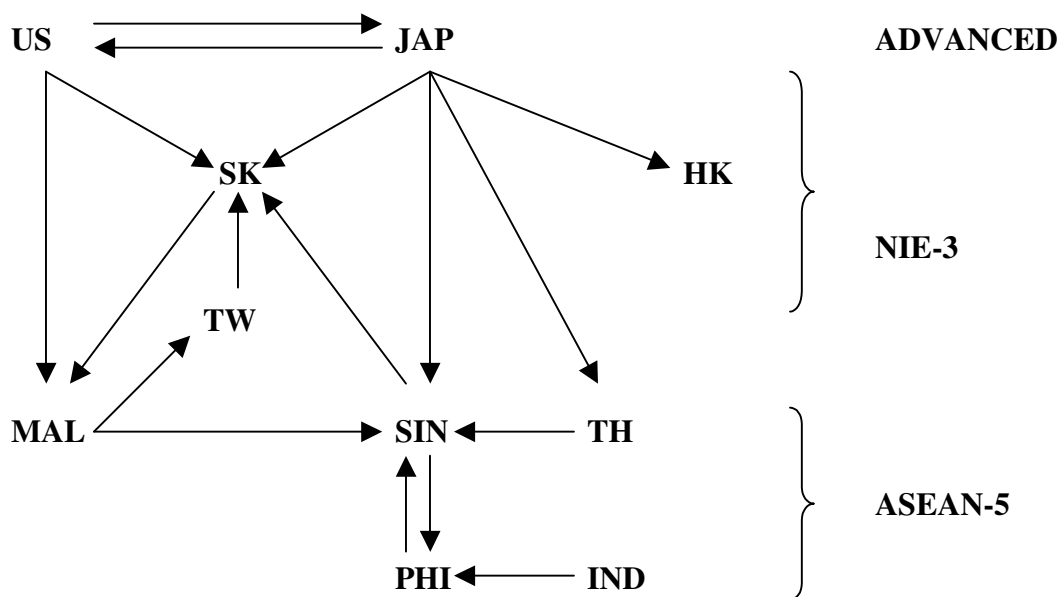 US JAP ADVANCED
SK HK
NIE-3
TW
MAL SIN TH
ASEAN-5
PHI IND